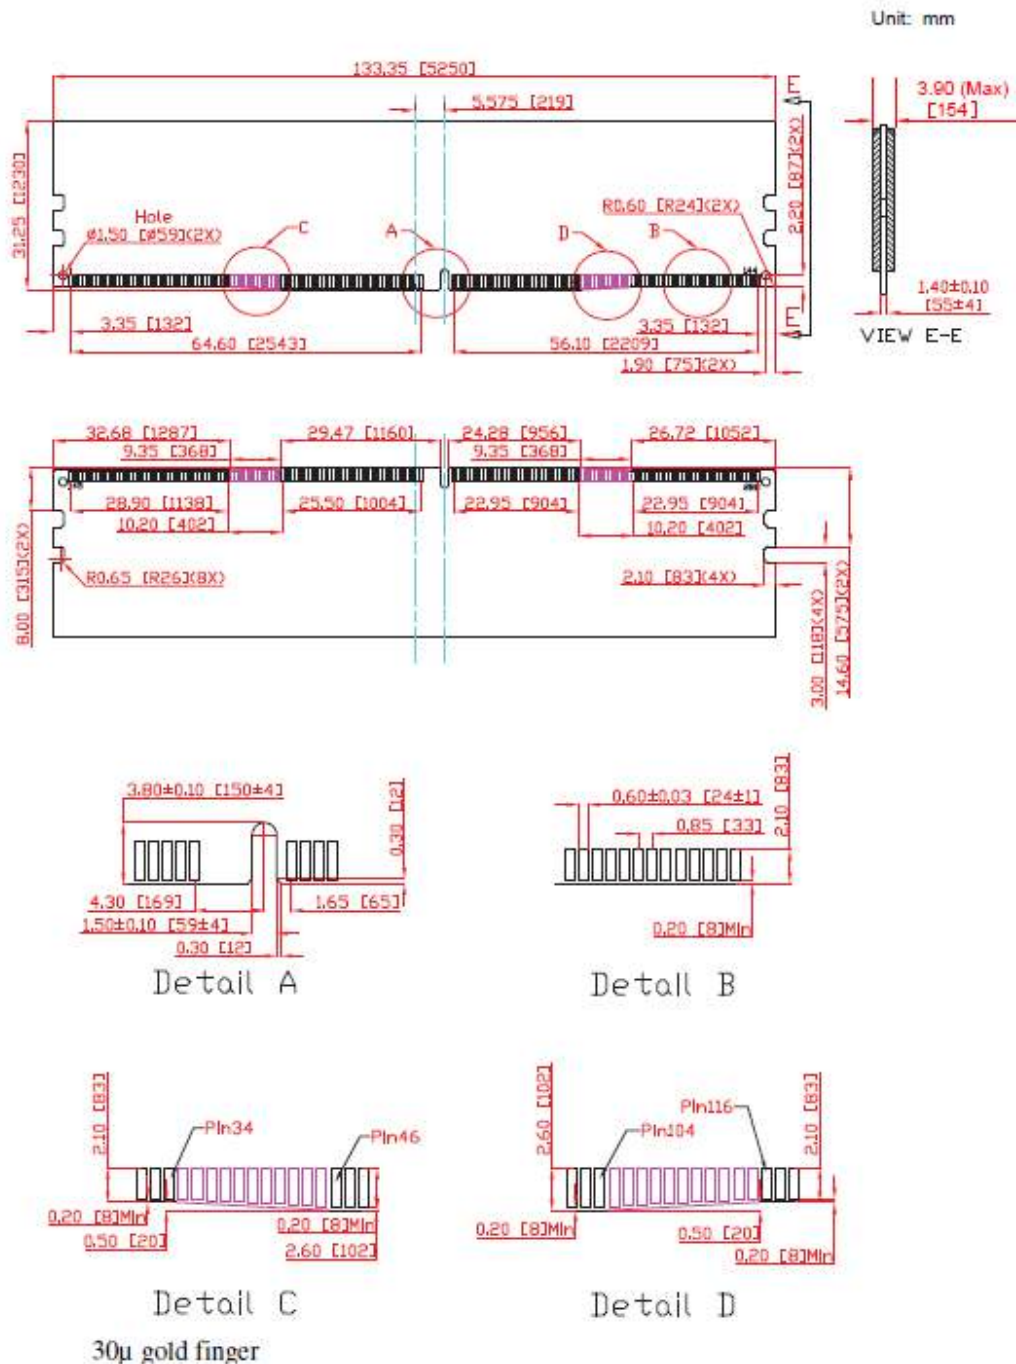 Unit: mm
133.35 [5250]
5.575 [219]
E
3.90 (Max)
[154]
31.25 [1230]
2.20 [87](2X)
Hole
Ø1.50 [Ø59](2X)
C
A
D
B
R0.60 [R24](2X)
144
1.40±0.10
[55±4]
VIEW E-E
3.35 [132]
3.35 [132]
E
64.60 [2543]
56.10 [2209]
1.90 [75](2X)
32.68 [1287]
29.47 [1160]
24.28 [956]
26.72 [1052]
9.35 [368]
9.35 [368]
28.90 [1138]
25.50 [1004]
22.95 [904]
22.95 [904]
10.20 [402]
10.20 [402]
8.00 [315](2X)
R0.65 [R26](8X)
2.10 [83](4X)
3.00 [118](4X)
14.60 [575](2X)
3.80±0.10 [150±4]
0.30 [12]
4.30 [169]
1.65 [65]
1.50±0.10 [59±4]
0.30 [12]
Detail A
0.60±0.03 [24±1]
0.85 [33]
2.10 [83]
0.20 [8]Min
Detail B
2.10 [83]
Pin34
Pin46
0.20 [8]Min
0.50 [20]
0.20 [8]Min
2.60 [102]
Detail C
2.60 [102]
Pin116
Pin104
2.10 [83]
0.20 [8]Min
0.50 [20]
0.20 [8]Min
Detail D
30µ gold finger